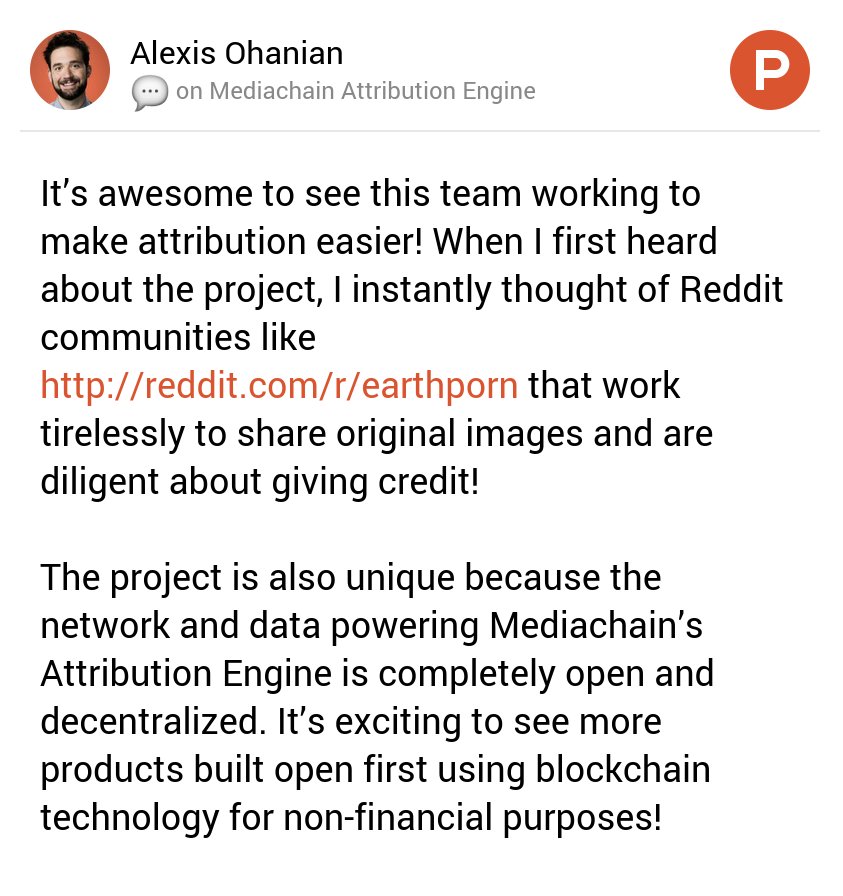 Alexis Ohanian
on Mediachain Attribution Engine
P
It’s awesome to see this team working to
make attribution easier! When I first heard
about the project, I instantly thought of Reddit
communities like
http://reddit.com/r/earthporn that work
tirelessly to share original images and are
diligent about giving credit!
The project is also unique because the
network and data powering Mediachain’s
Attribution Engine is completely open and
decentralized. It’s exciting to see more
products built open first using blockchain
technology for non-financial purposes!